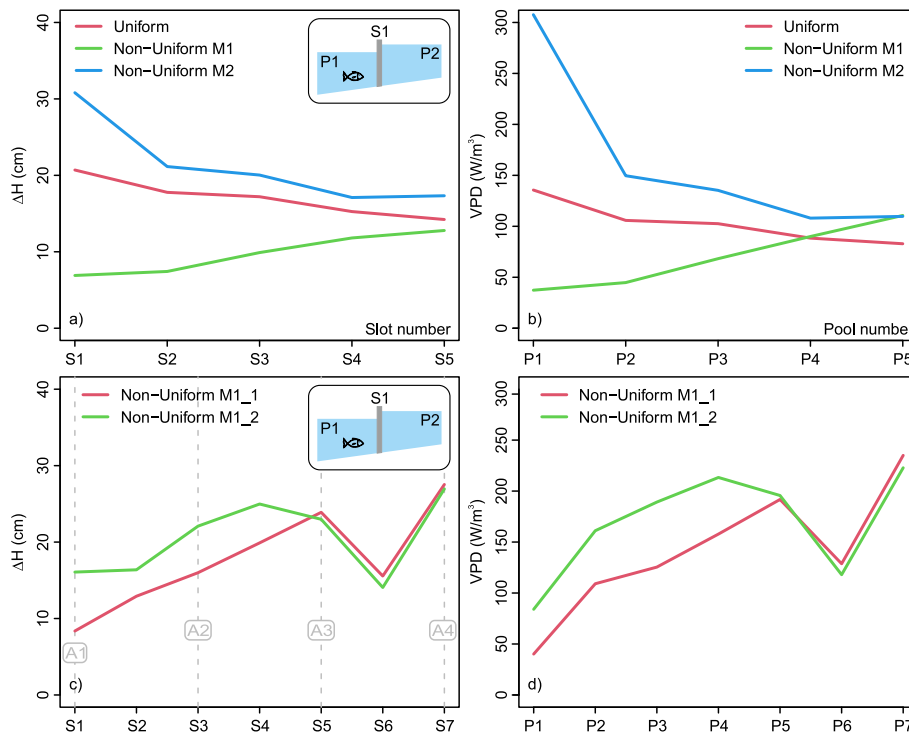 Uniform
Non−Uniform M1
Non−Uniform M2
S1
P1
P2
ΔH (cm)
0 10 20 30 40
a)
Slot number
S1 S2 S3 S4 S5
Uniform
Non−Uniform M1
Non−Uniform M2
VPD (W/m³)
0 50 100 150 200 250 300
b)
Pool number
P1 P2 P3 P4 P5
Non−Uniform M1_1
Non−Uniform M1_2
S1
P1
P2
ΔH (cm)
0 10 20 30 40
A1
A2
A3
A4
c)
S1 S2 S3 S4 S5 S6 S7
Non−Uniform M1_1
Non−Uniform M1_2
VPD (W/m³)
0 50 100 150 200 250 300
d)
P1 P2 P3 P4 P5 P6 P7